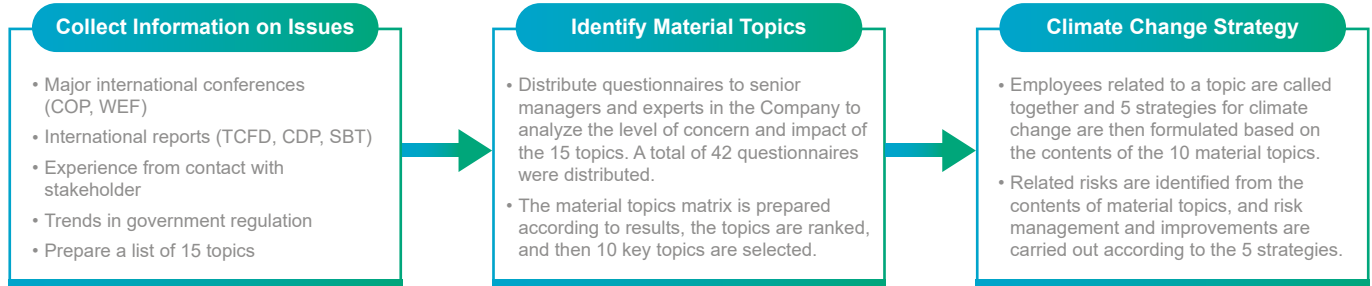 Collect Information on Issues
• Major international conferences
(COP, WEF)
• International reports (TCFD, CDP, SBT)
• Experience from contact with
stakeholder
• Trends in government regulation
• Prepare a list of 15 topics
Identify Material Topics
• Distribute questionnaires to senior
managers and experts in the Company to
analyze the level of concern and impact of
the 15 topics. A total of 42 questionnaires
were distributed.
• The material topics matrix is prepared
according to results, the topics are ranked,
and then 10 key topics are selected.
Climate Change Strategy
• Employees related to a topic are called
together and 5 strategies for climate
change are then formulated based on
the contents of the 10 material topics.
• Related risks are identified from the
contents of material topics, and risk
management and improvements are
carried out according to the 5 strategies.